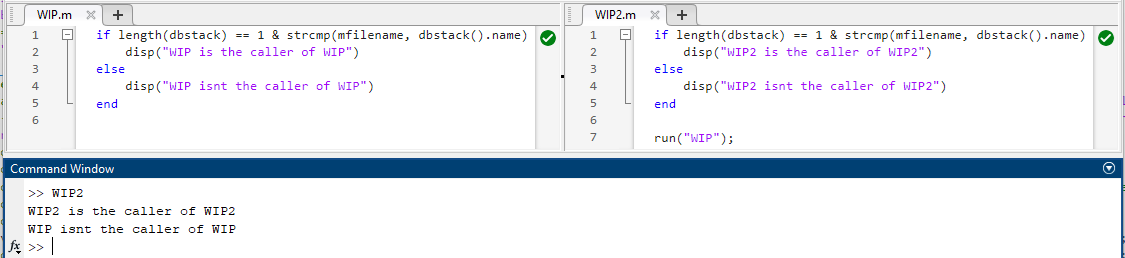 WIP.m
1 if length(dbstack) == 1 & strcmp(mfilename, dbstack().name)
2 disp("WIP is the caller of WIP")
3 else
4 disp("WIP isnt the caller of WIP")
5 end
6
WIP2.m
1 if length(dbstack) == 1 & strcmp(mfilename, dbstack().name)
2 disp("WIP2 is the caller of WIP2")
3 else
4 disp("WIP2 isnt the caller of WIP2")
5 end
6
7 run("WIP");
Command Window
>> WIP2
WIP2 is the caller of WIP2
WIP isnt the caller of WIP
fx >>